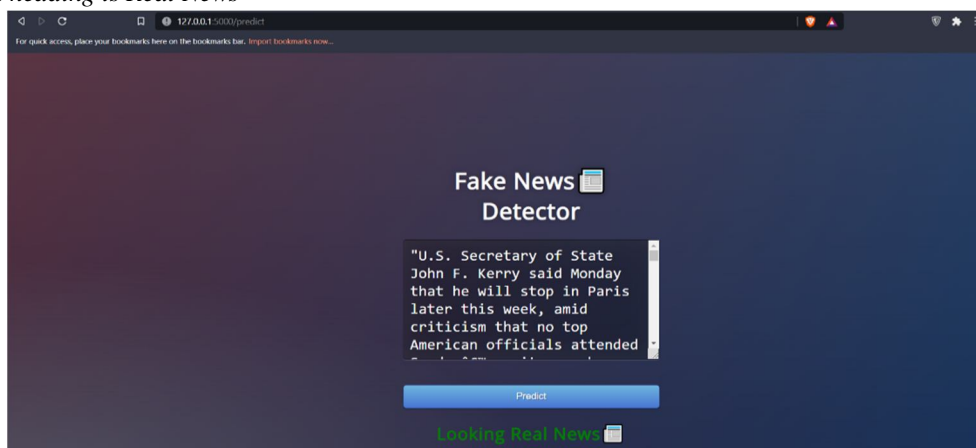 heading is Real News
127.0.0.1:5000/predict
For quick access, place your bookmarks here on the bookmarks bar. Import bookmarks now...
Fake News
Detector
"U.S. Secretary of State
John F. Kerry said Monday
that he will stop in Paris
later this week, amid
criticism that no top
American officials attended
Predict
Looking Real News